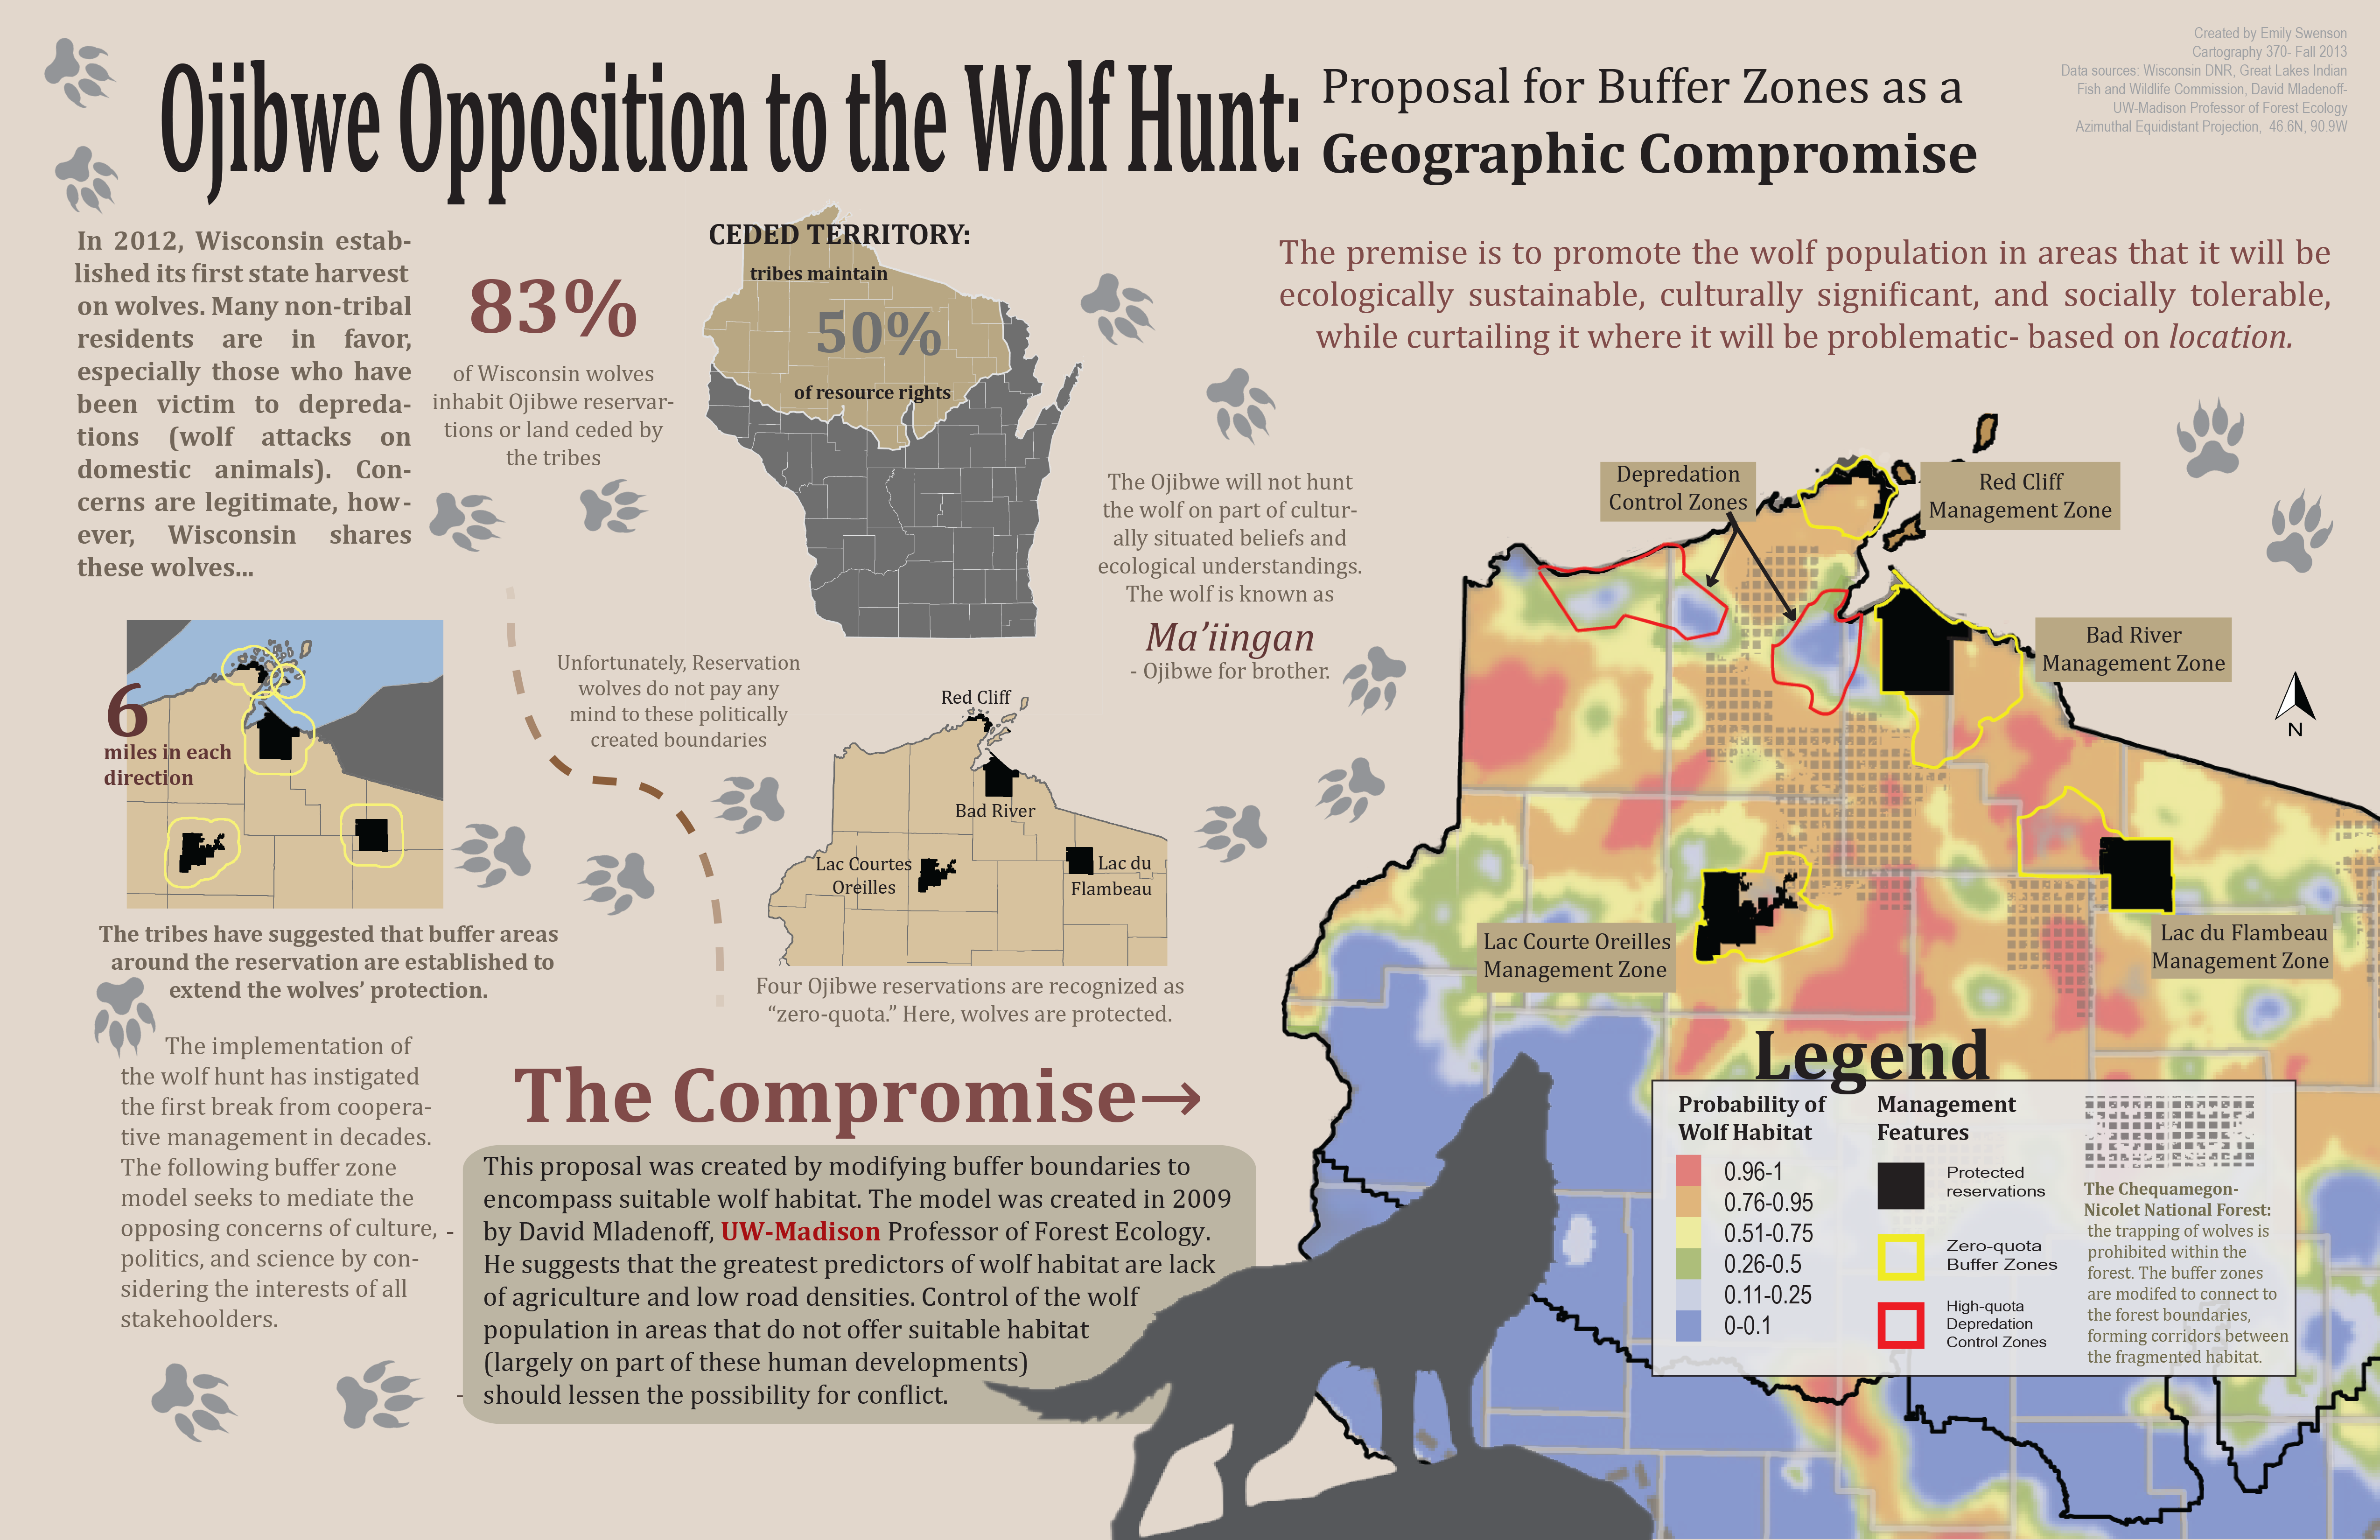 Created by Emily Swenson
Cartography 370- Fall 2013
Data sources: Wisconsin DNR, Great Lakes Indian
Fish and Wildlife Commission, David Mladenoff-
UW-Madison Professor of Forest Ecology
Azimuthal Equidistant Projection, 46.6N, 90.9W
Ojibwe Opposition to the Wolf Hunt:
Proposal for Buffer Zones as a
Geographic Compromise
In 2012, Wisconsin estab-
lished its first state harvest
on wolves. Many non-tribal
residents are in favor,
especially those who have
been victim to depreda-
tions (wolf attacks on
domestic animals). Con-
cerns are legitimate, how-
ever, Wisconsin shares
these wolves...
83%
of Wisconsin wolves
inhabit Ojibwe reservar-
tions or land ceded by
the tribes
CEDED TERRITORY:
tribes maintain
50%
of resource rights
The premise is to promote the wolf population in areas that it will be
ecologically sustainable, culturally significant, and socially tolerable,
while curtailing it where it will be problematic- based on location.
The Ojibwe will not hunt
the wolf on part of cultur-
ally situated beliefs and
ecological understandings.
The wolf is known as
Ma'iingan
- Ojibwe for brother.
6
miles in each
direction
The tribes have suggested that buffer areas
around the reservation are established to
extend the wolves' protection.
Unfortunately, Reservation
wolves do not pay any
mind to these politically
created boundaries
Red Cliff
Bad River
Lac Courtes
Oreilles
Lac du
Flambeau
Four Ojibwe reservations are recognized as
"zero-quota." Here, wolves are protected.
The implementation of
the wolf hunt has instigated
the first break from coopera-
tive management in decades.
The following buffer zone
model seeks to mediate the
opposing concerns of culture, -
politics, and science by con-
sidering the interests of all
stakehoolders.
The Compromise→
This proposal was created by modifying buffer boundaries to
encompass suitable wolf habitat. The model was created in 2009
by David Mladenoff, UW-Madison Professor of Forest Ecology.
He suggests that the greatest predictors of wolf habitat are lack
of agriculture and low road densities. Control of the wolf
population in areas that do not offer suitable habitat
(largely on part of these human developments)
- should lessen the possibility for conflict.
Depredation
Control Zones
Red Cliff
Management Zone
Bad River
Management Zone
N
Lac Courte Oreilles
Management Zone
Lac du Flambeau
Management Zone
Legend
Probability of
Wolf Habitat
0.96-1
0.76-0.95
0.51-0.75
0.26-0.5
0.11-0.25
0-0.1
Management
Features
Protected
reservations
Zero-quota
Buffer Zones
High-quota
Depredation
Control Zones
The Chequamegon-
Nicolet National Forest:
the trapping of wolves is
prohibited within the
forest. The buffer zones
are modifed to connect to
the forest boundaries,
forming corridors between
the fragmented habitat.